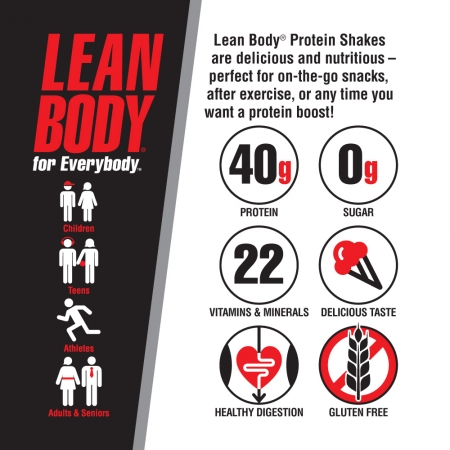 LEAN
BODY®
for Everybody™
Children
Teens
Athletes
Adults & Seniors
Lean Body® Protein Shakes
are delicious and nutritious –
perfect for on-the-go snacks,
after exercise, or any time you
want a protein boost!
40g
PROTEIN
0g
SUGAR
22
VITAMINS & MINERALS
DELICIOUS TASTE
HEALTHY DIGESTION
GLUTEN FREE